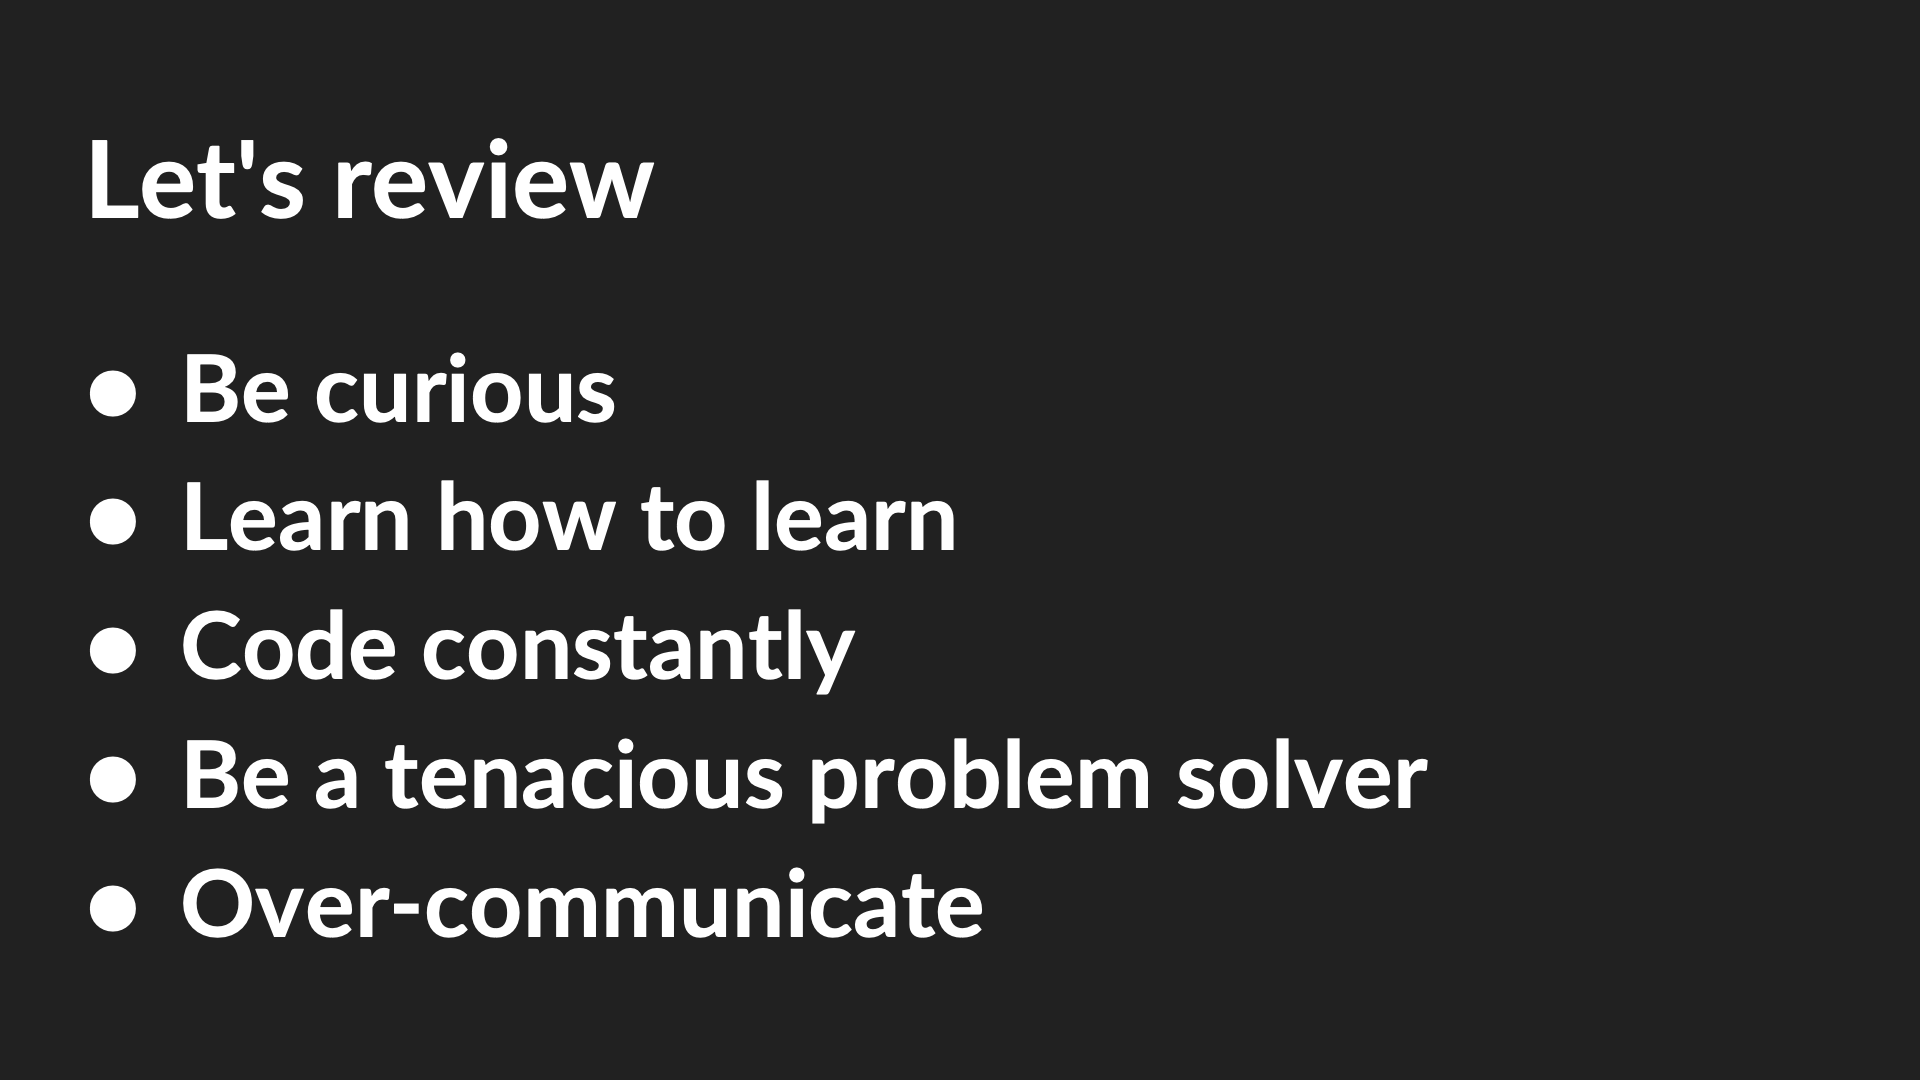 Let's review
● Be curious
● Learn how to learn
● Code constantly
● Be a tenacious problem solver
● Over-communicate